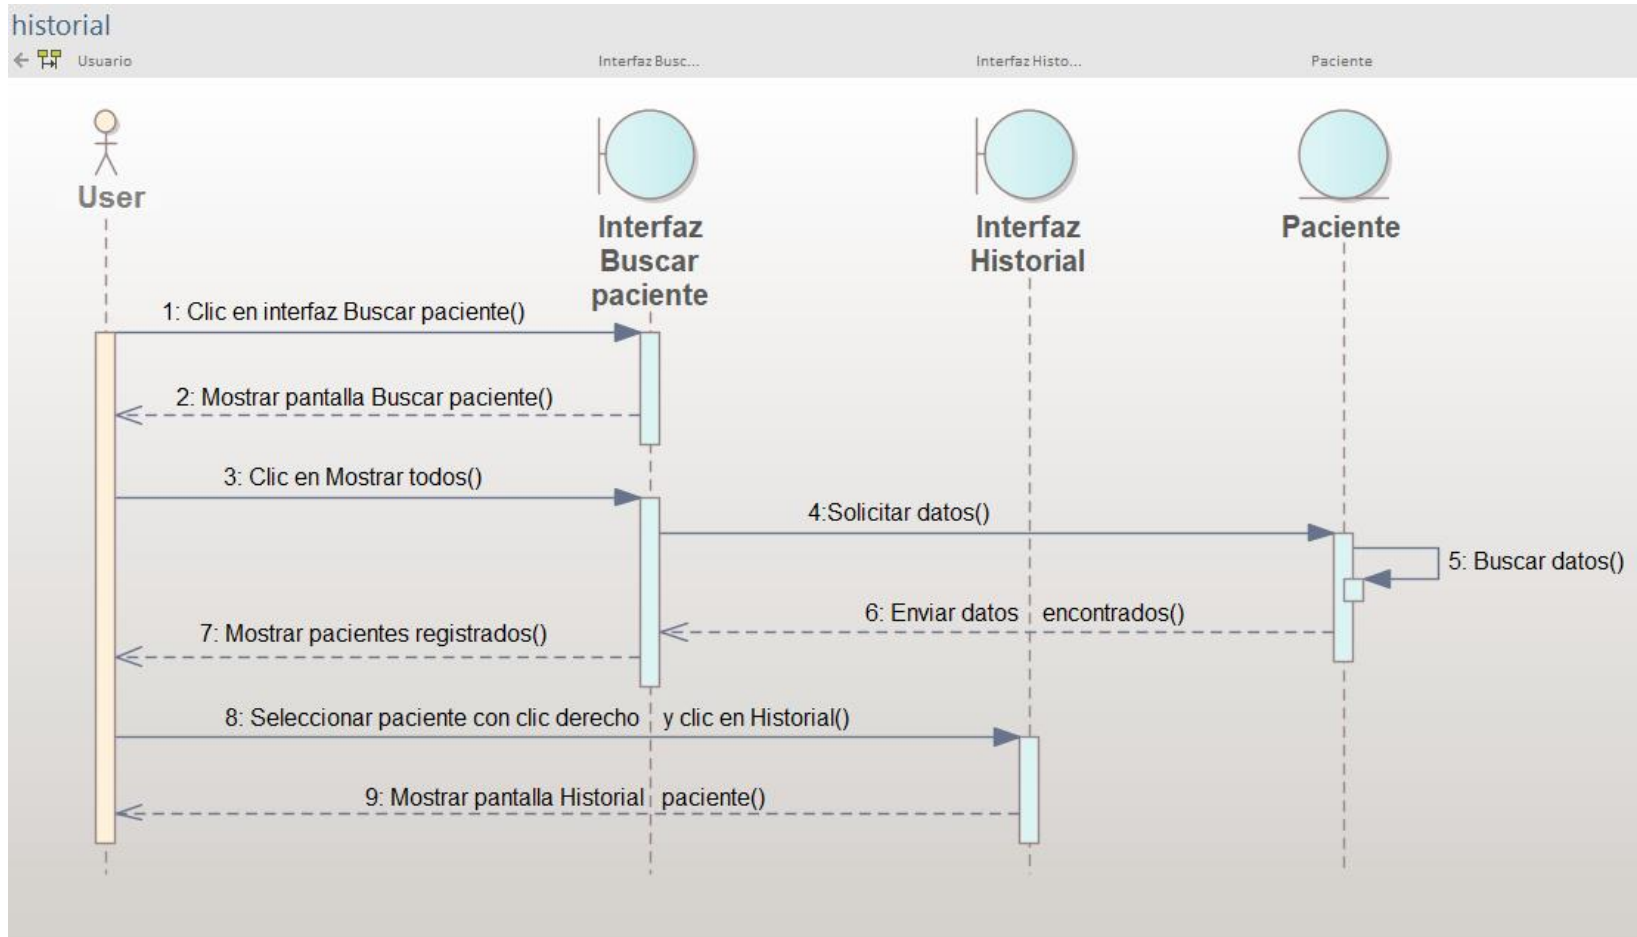 historial
Usuario
Interfaz Busc...
Interfaz Histo...
Paciente
User
Interfaz
Buscar
paciente
Interfaz
Historial
Paciente
1: Clic en interfaz Buscar paciente()
2: Mostrar pantalla Buscar paciente()
3: Clic en Mostrar todos()
4:Solicitar datos()
5: Buscar datos()
6: Enviar datos encontrados()
7: Mostrar pacientes registrados()
8: Seleccionar paciente con clic derecho y clic en Historial()
9: Mostrar pantalla Historial paciente()